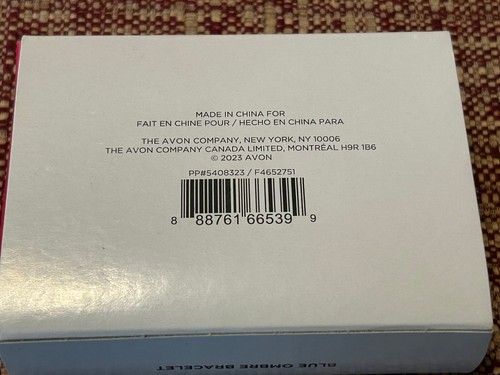 MADE IN CHINA FOR
FAIT EN CHINE POUR / HECHO EN CHINA PARA
THE AVON COMPANY, NEW YORK, NY 10006
THE AVON COMPANY CANADA LIMITED, MONTRÉAL H9R 1B6
© 2023 AVON
PP#5408323 / F4652751
8 88761 66539 9
BLUE OMBRE BRACELET